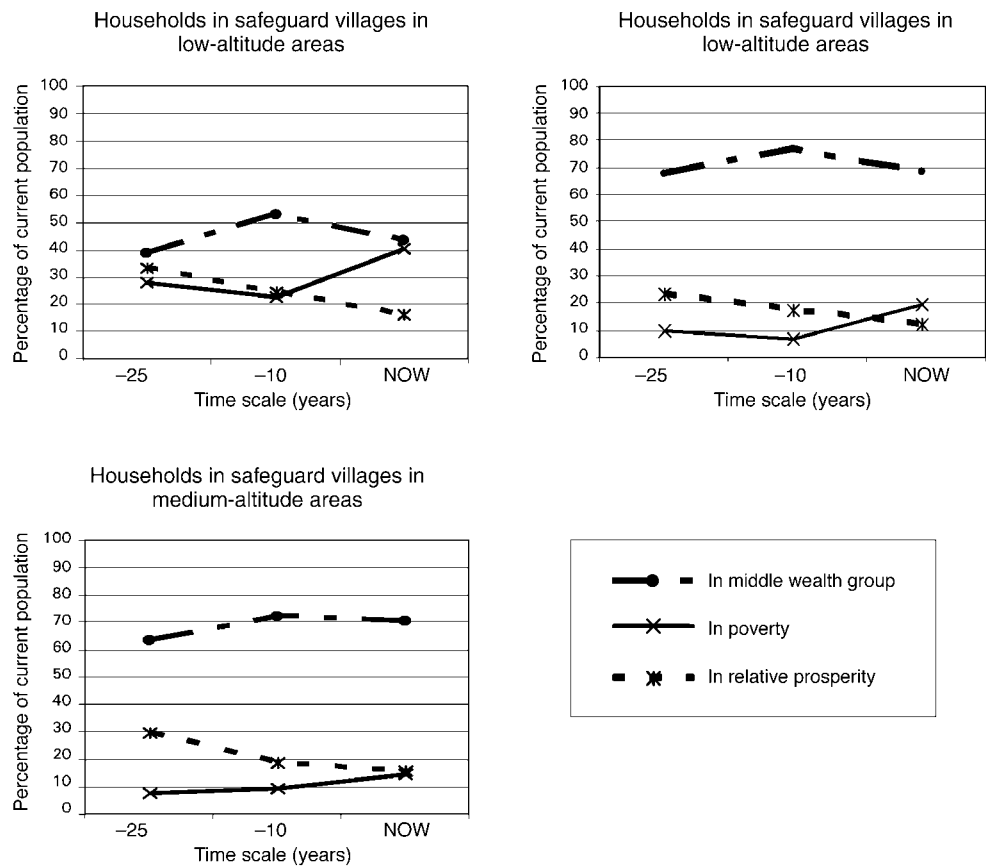 Households in safeguard villages in
low-altitude areas
Percentage of current population
100
90
80
70
60
50
40
30
20
10
0
–25
–10
NOW
Time scale (years)
Households in safeguard villages in
low-altitude areas
Percentage of current population
100
90
80
70
60
50
40
30
20
10
0
–25
–10
NOW
Time scale (years)
Households in safeguard villages in
medium-altitude areas
Percentage of current population
100
90
80
70
60
50
40
30
20
10
0
–25
–10
NOW
Time scale (years)
In middle wealth group
In poverty
In relative prosperity